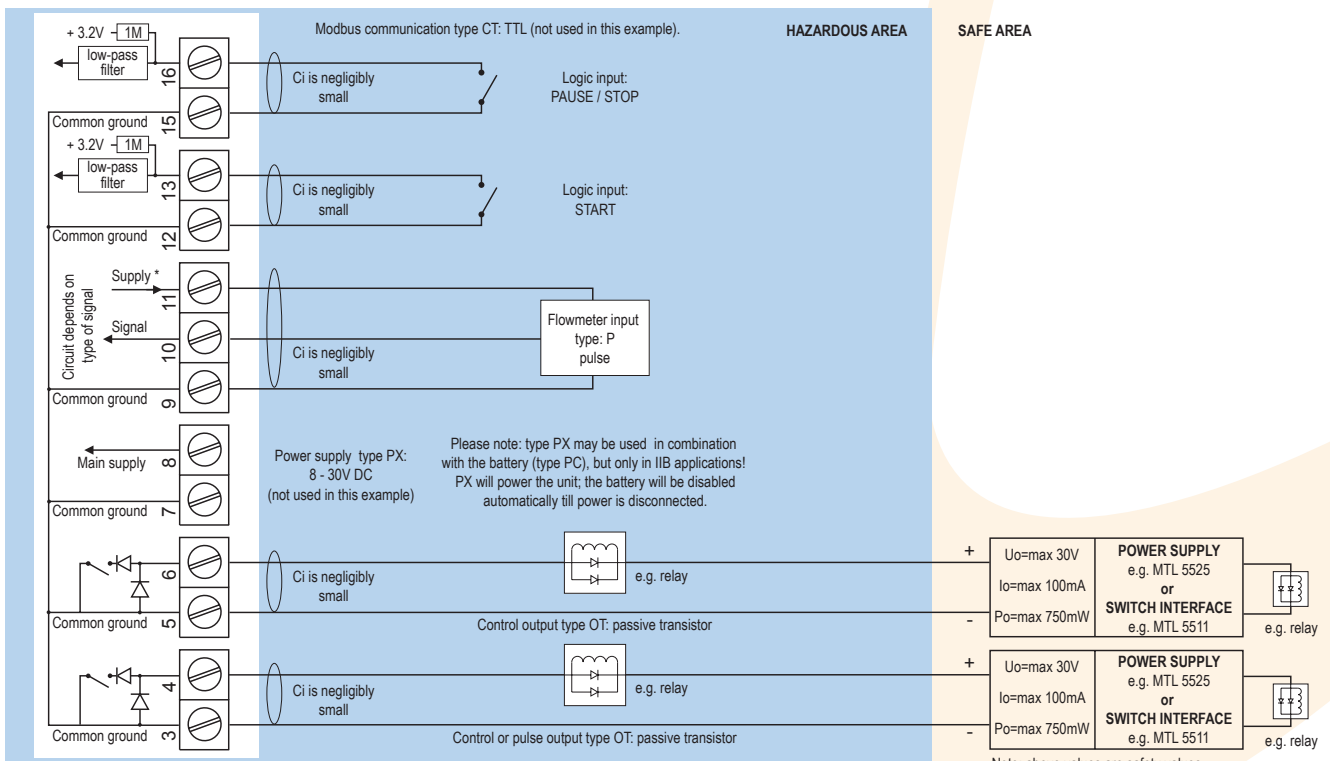 Modbus communication type CT: TTL (not used in this example).
HAZARDOUS AREA
SAFE AREA
+ 3.2V
1M
low-pass
filter
16
Ci is negligibly
small
Logic input:
PAUSE / STOP
Common ground
15
+ 3.2V
1M
low-pass
filter
13
Ci is negligibly
small
Logic input:
START
Common ground
12
Circuit depends on
type of signal
Supply *
11
Signal
10
Ci is negligibly
small
Flowmeter input
type: P
pulse
Common ground
9
Main supply
8
Power supply type PX:
8 - 30V DC
(not used in this example)
Please note: type PX may be used in combination
with the battery (type PC), but only in IIB applications!
PX will power the unit; the battery will be disabled
automatically till power is disconnected.
Common ground
7
6
Ci is negligibly
small
e.g. relay
+
Uo=max 30V
Io=max 100mA
Po=max 750mW
-
POWER SUPPLY
e.g. MTL 5525
or
SWITCH INTERFACE
e.g. MTL 5511
e.g. relay
Common ground
5
Control output type OT: passive transistor
4
Ci is negligibly
small
e.g. relay
+
Uo=max 30V
Io=max 100mA
Po=max 750mW
-
POWER SUPPLY
e.g. MTL 5525
or
SWITCH INTERFACE
e.g. MTL 5511
e.g. relay
Common ground
3
Control or pulse output type OT: passive transistor